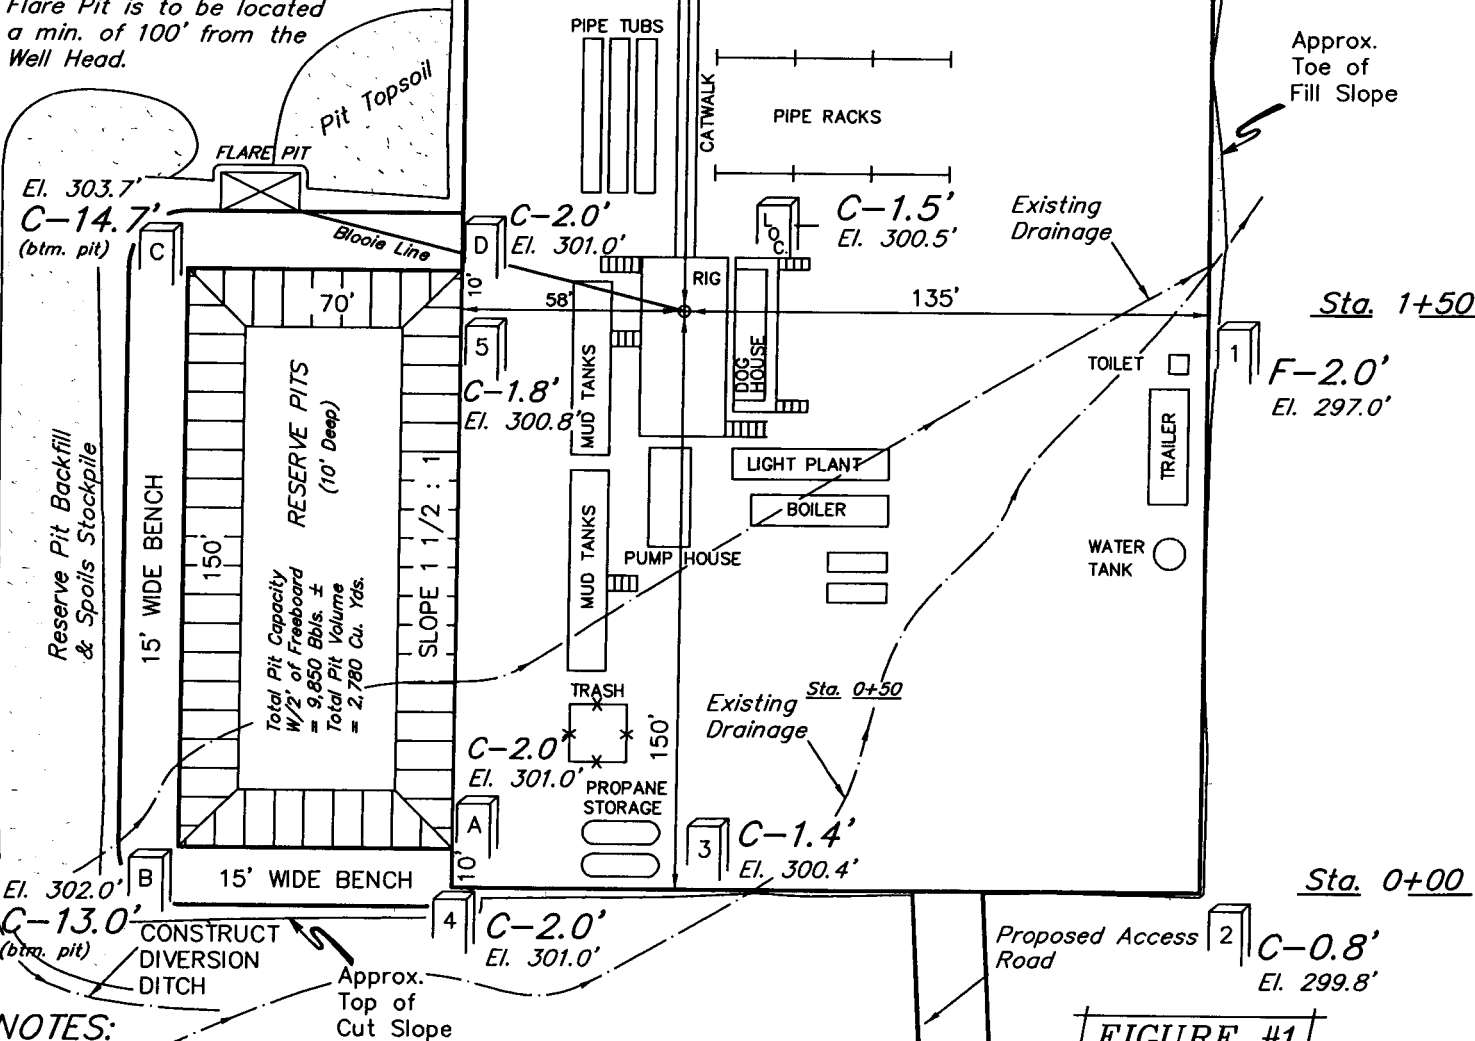 Flare Pit is to be located
a min. of 100' from the
Well Head.
Pit Topsoil
FLARE PIT
El. 303.7'
C-14.7'
(btm. pit)
C
Blooie Line
D
C-2.0'
El. 301.0'
10'
PIPE TUBS
CATWALK
PIPE RACKS
Approx.
Toe of
Fill Slope
L
O
C.
C-1.5'
El. 300.5'
Existing
Drainage
RIG
70'
58'
135'
Sta. 1+50
5
C-1.8'
El. 300.8'
MUD TANKS
DOG
HOUSE
TOILET
1
F-2.0'
El. 297.0'
TRAILER
Reserve Pit Backfill
& Spoils Stockpile
15' WIDE BENCH
150'
RESERVE PITS
(10' Deep)
SLOPE 1 1/2 : 1
Total Pit Capacity
W/2' of Freeboard
= 9,850 Bbls. ±
Total Pit Volume
= 2,780 Cu. Yds.
LIGHT PLANT
BOILER
MUD TANKS
PUMP HOUSE
WATER
TANK
TRASH
150'
Existing
Drainage
Sta. 0+50
C-2.0'
El. 301.0'
PROPANE
STORAGE
A
10'
3
C-1.4'
El. 300.4'
El. 302.0'
C-13.0'
(btm. pit)
B
15' WIDE BENCH
4
C-2.0'
El. 301.0'
Sta. 0+00
2
C-0.8'
El. 299.8'
CONSTRUCT
DIVERSION
DITCH
Approx.
Top of
Cut Slope
Proposed Access
Road
NOTES:
FIGURE #1